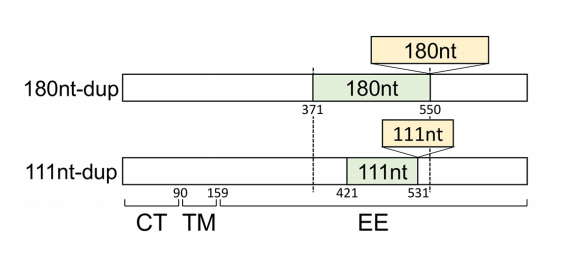 180nt
180nt-dup 180nt
371 550
111nt
111nt-dup 111nt
90 159 421 531
CT TM EE